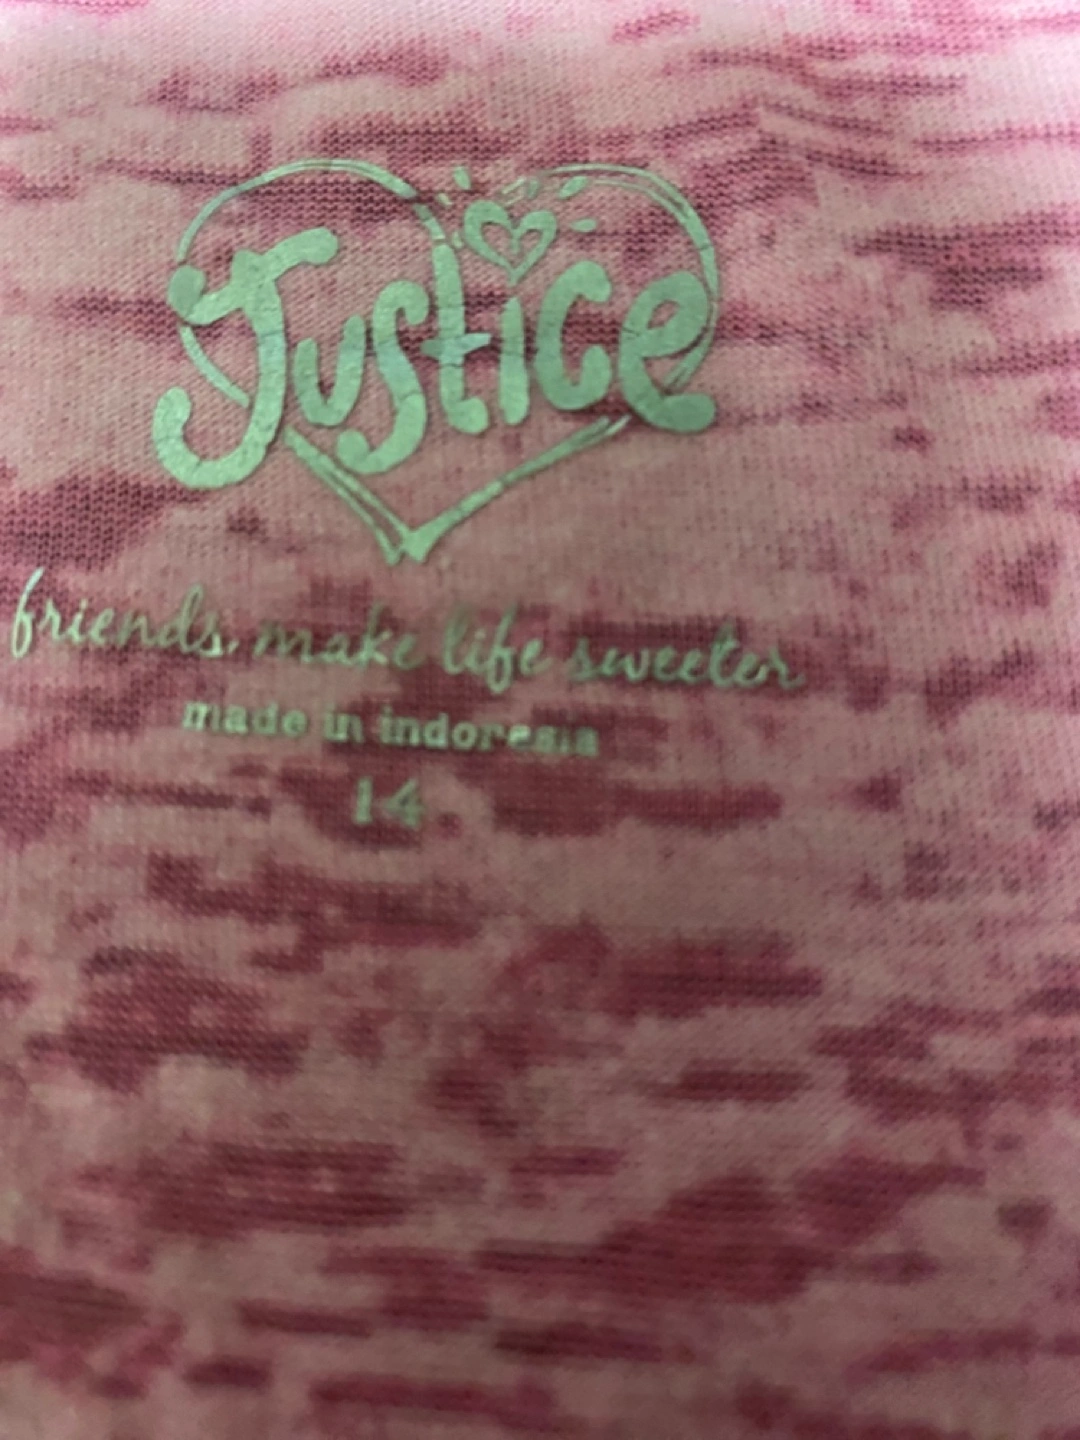 Justice
friends make life sweeter
made in indonesia
14